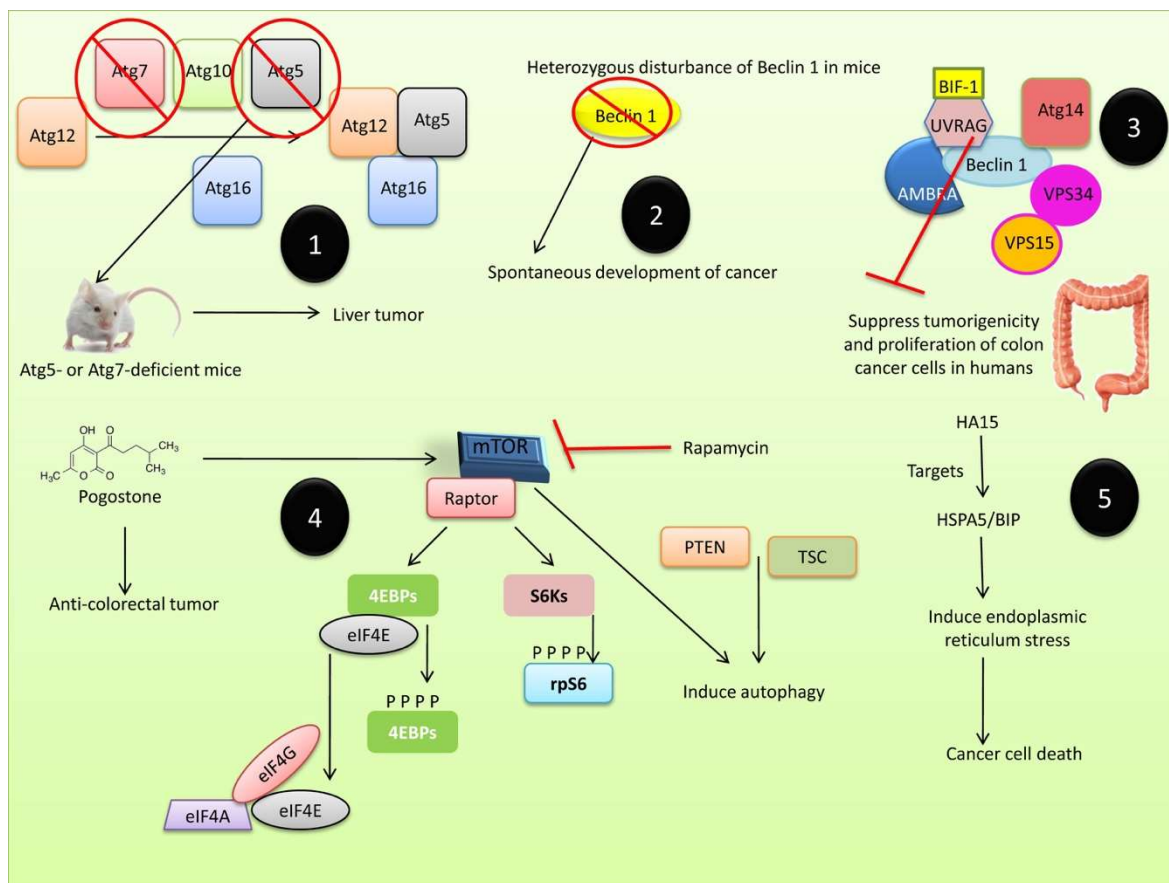 Atg7
Atg10
Atg5
Atg12
Atg12
Atg5
Atg16
Atg16
1
Liver tumor
Atg5- or Atg7-deficient mice
Heterozygous disturbance of Beclin 1 in mice
Beclin 1
2
Spontaneous development of cancer
BIF-1
UVRAG
Atg14
3
Beclin 1
AMBRA
VPS34
VPS15
Suppress tumorigenicity
and proliferation of colon
cancer cells in humans
OH
O
CH₃
CH₃
H₃C
O
O
Pogostone
4
Anti-colorectal tumor
mTOR
Rapamycin
Raptor
4EBPs
eIF4E
S6Ks
P P P P
rpS6
P P P P
4EBPs
eIF4G
eIF4A
eIF4E
PTEN
TSC
Induce autophagy
HA15
Targets
5
HSPA5/BIP
Induce endoplasmic
reticulum stress
Cancer cell death